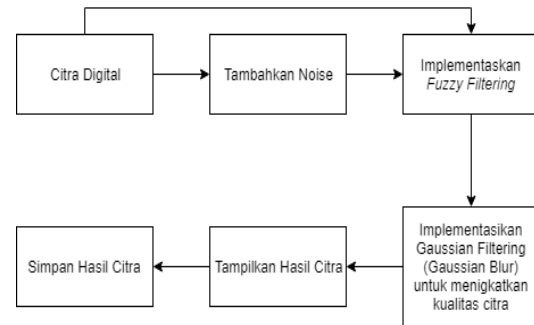 Citra Digital
Tambahkan Noise
Implementaskan
Fuzzy Filtering
Implementasikan
Gaussian Filtering
(Gaussian Blur)
untuk menigkatkan
kualitas citra
Tampilkan Hasil Citra
Simpan Hasil Citra